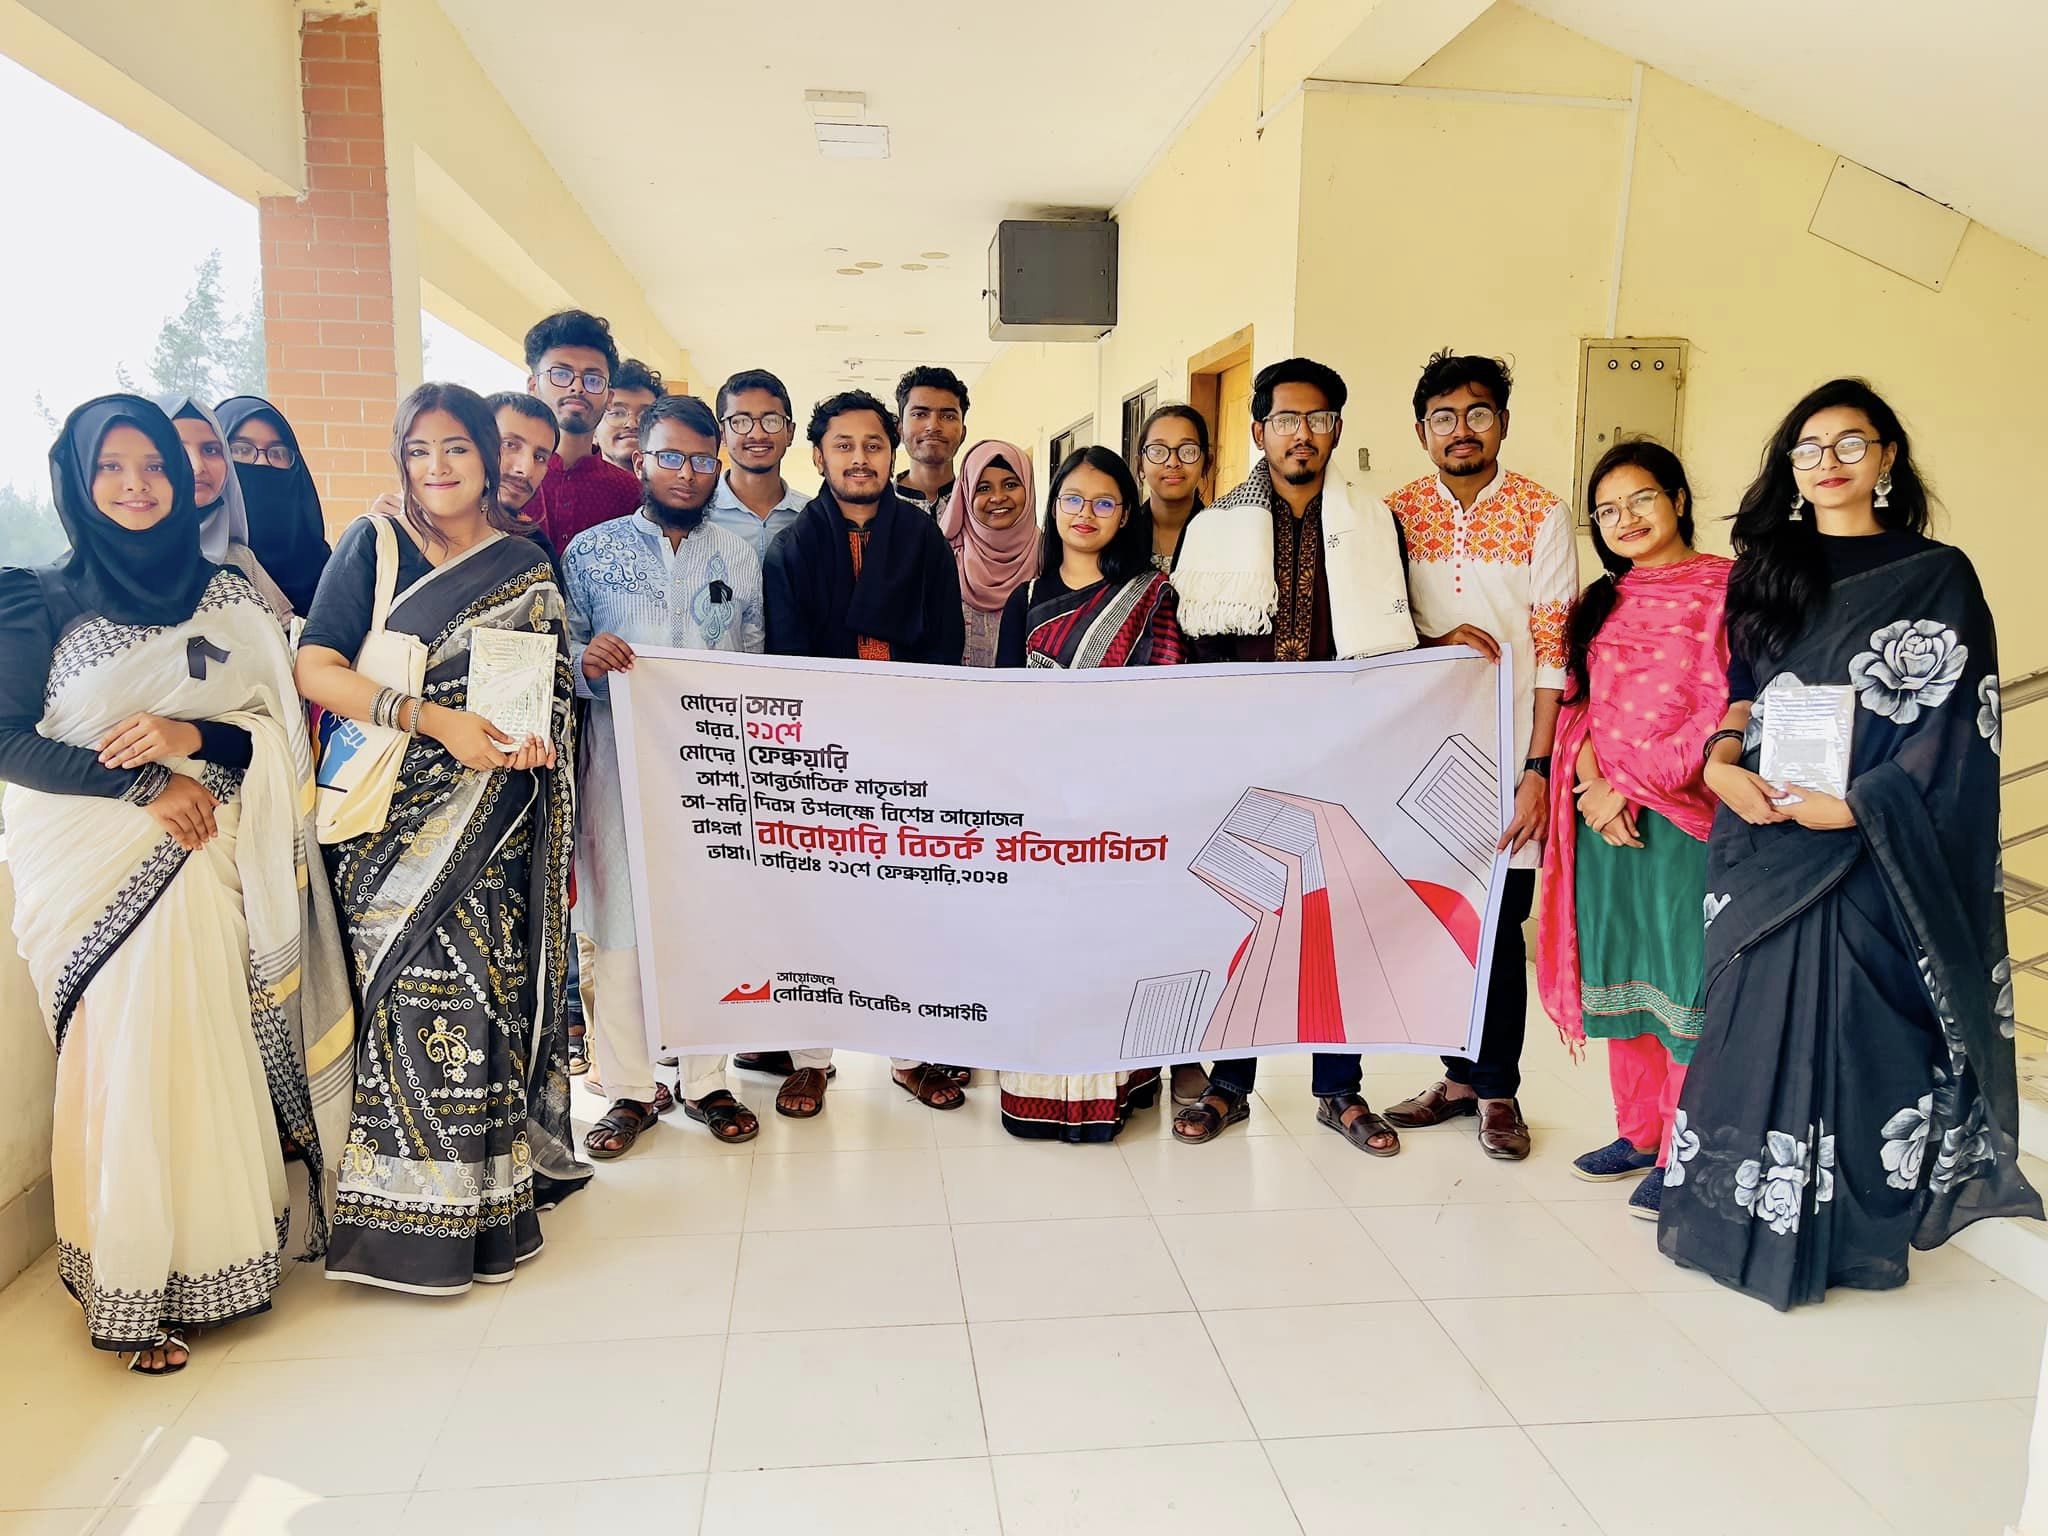 মোদের
গরব,
মোদের
আশা,
আ-মরি
বাংলা
ভাষা।
অমর
২১শে
ফেব্রুয়ারি
আন্তর্জাতিক মাতৃভাষা
দিবস উপলক্ষে বিশেষ আয়োজন
বারোয়ারি বিতর্ক প্রতিযোগিতা
তারিখঃ ২১শে ফেব্রুয়ারি,২০২৪
আয়োজনে
নোবিপ্রবি ডিবেটিং সোসাইটি